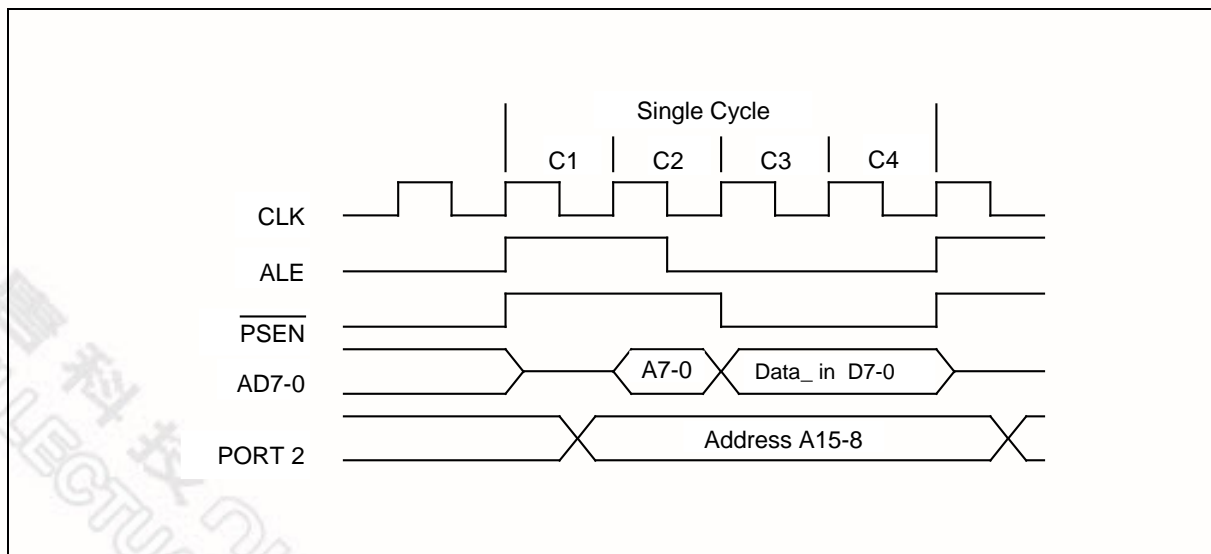 Single Cycle
C1 C2 C3 C4
CLK
ALE
PSEN
AD7-0 A7-0 Data_ in D7-0
PORT 2 Address A15-8